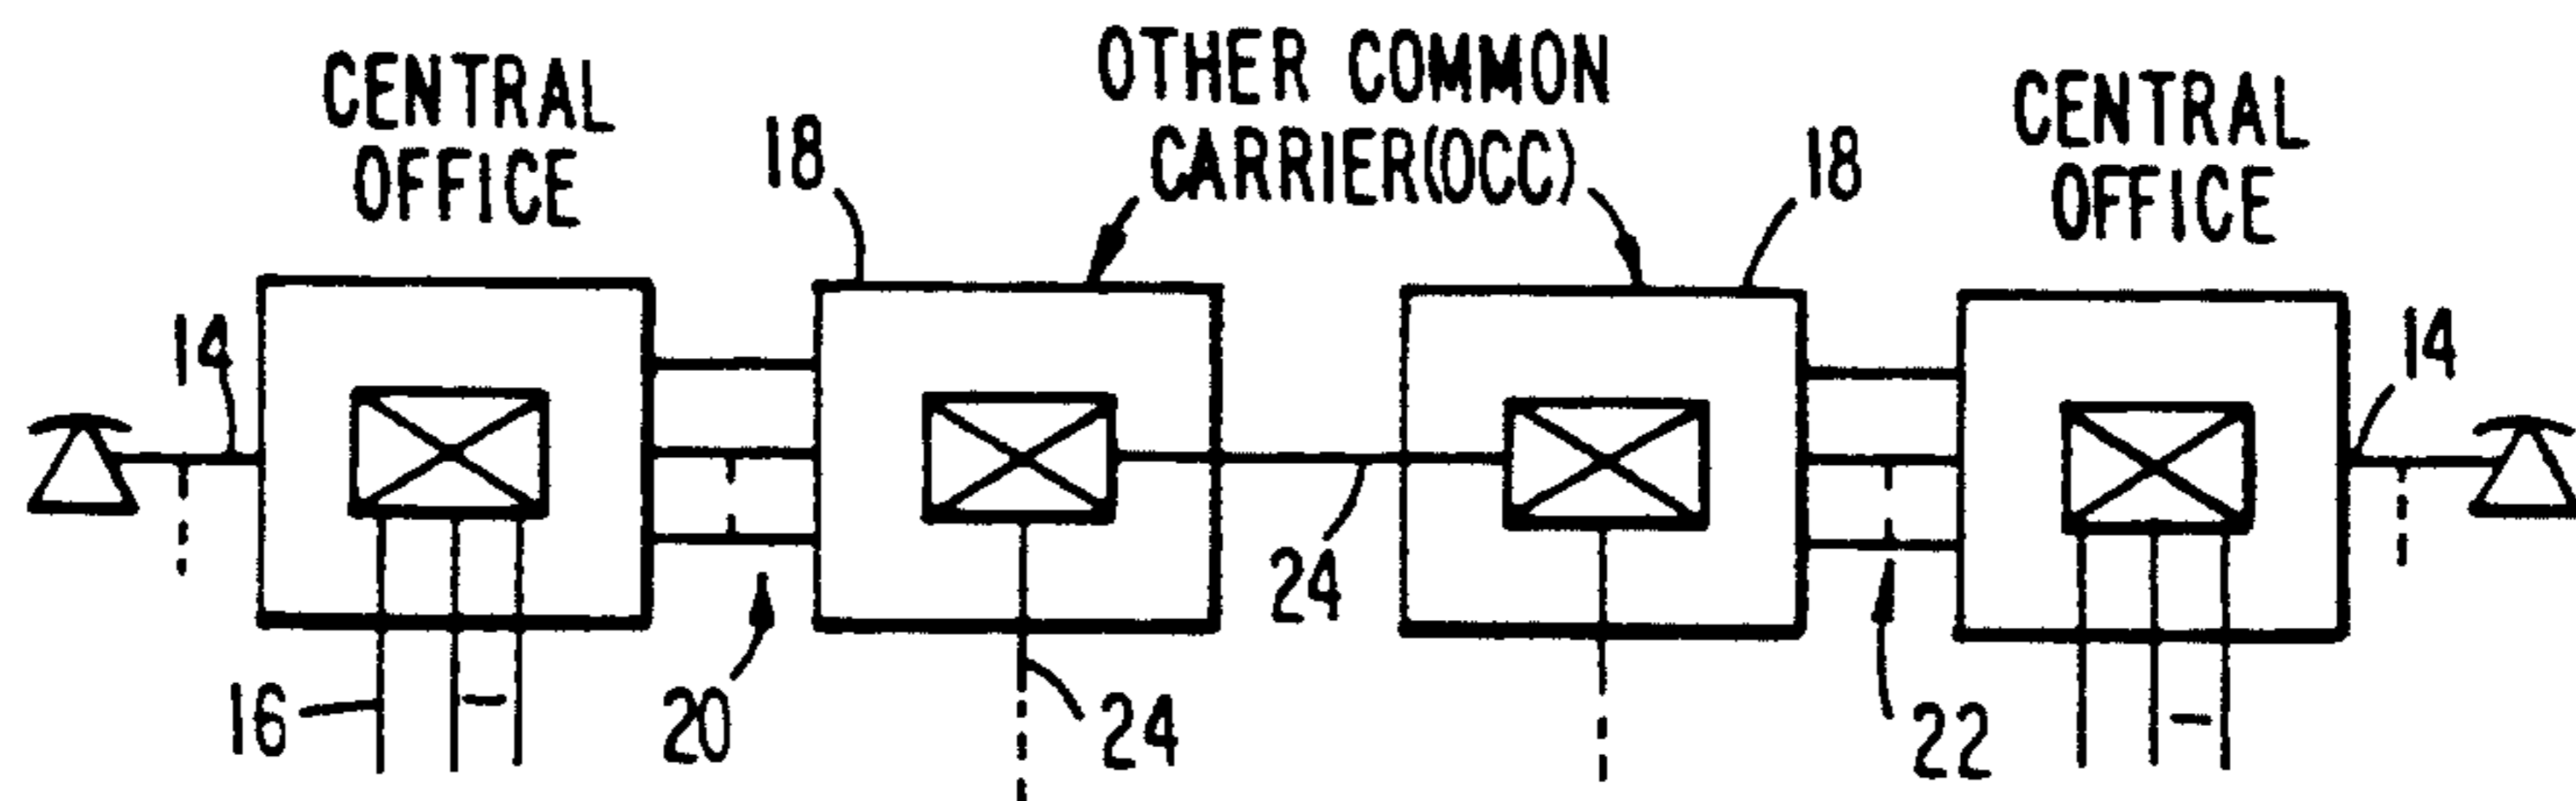 CENTRAL
OFFICE
OTHER COMMON
CARRIER(OCC)
CENTRAL
OFFICE
18
18
14
14
24
16
20
24
22